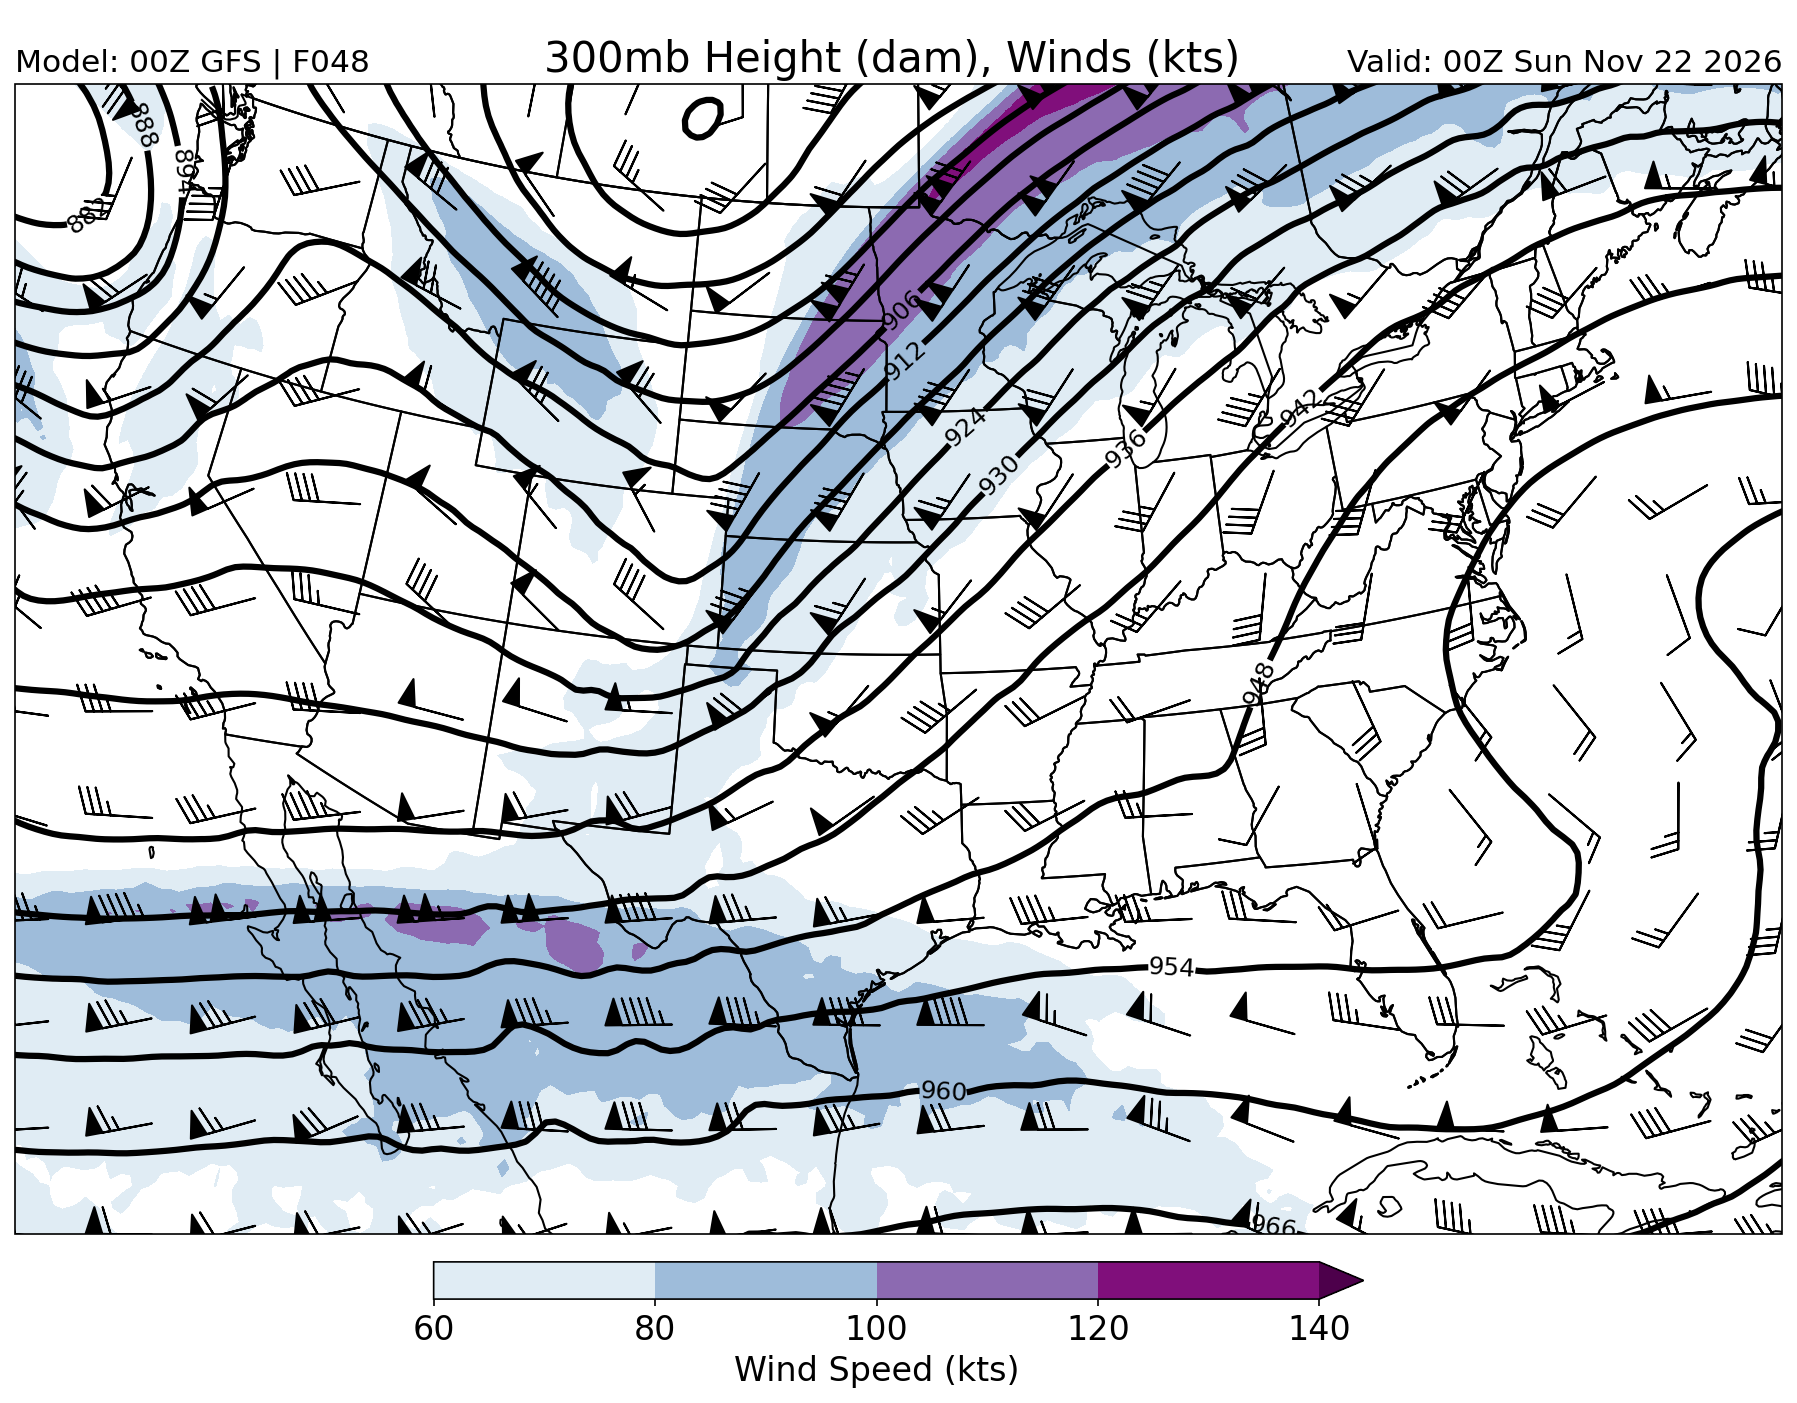 Model: 00Z GFS | F048
300mb Height (dam), Winds (kts)
Valid: 00Z Sun Nov 22 2026
888
894
882
906
912
924
930
936
942
948
954
960
966
60 80 100 120 140
Wind Speed (kts)